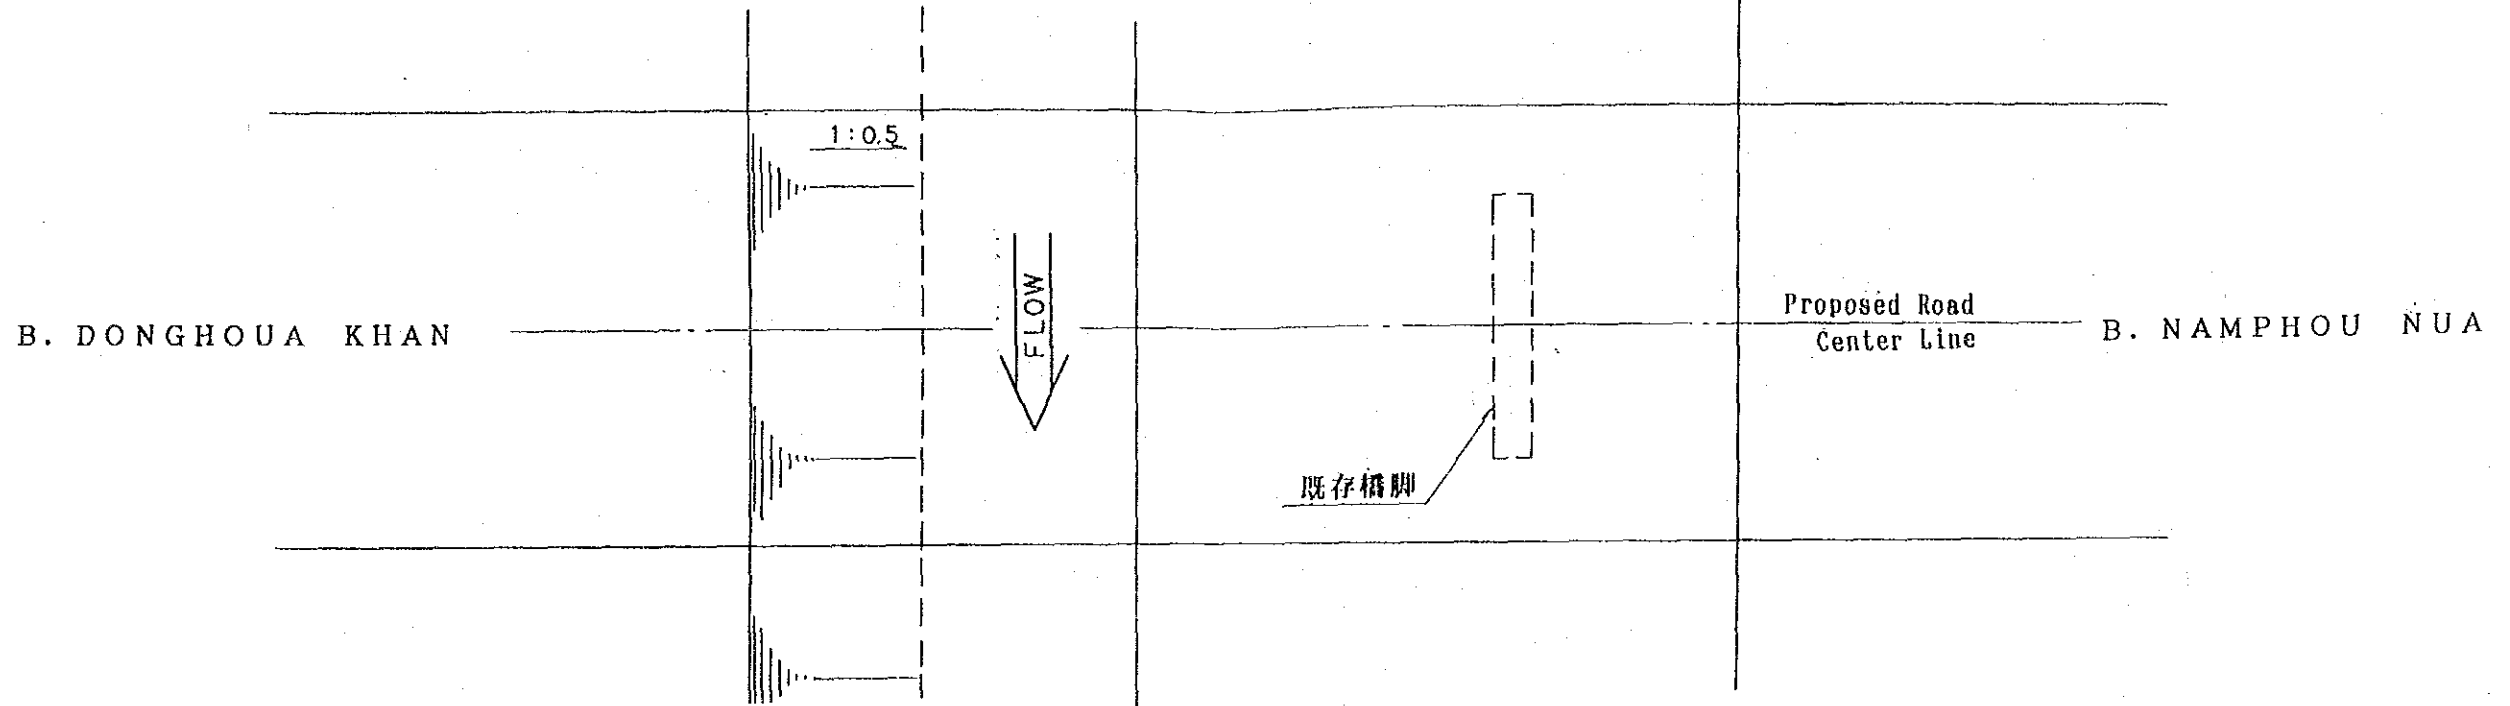 1:0.5
FLOW
B. DONGHOUA KHAN
Proposed Road
Center Line
B. NAMPHOU NUA
既存橋脚